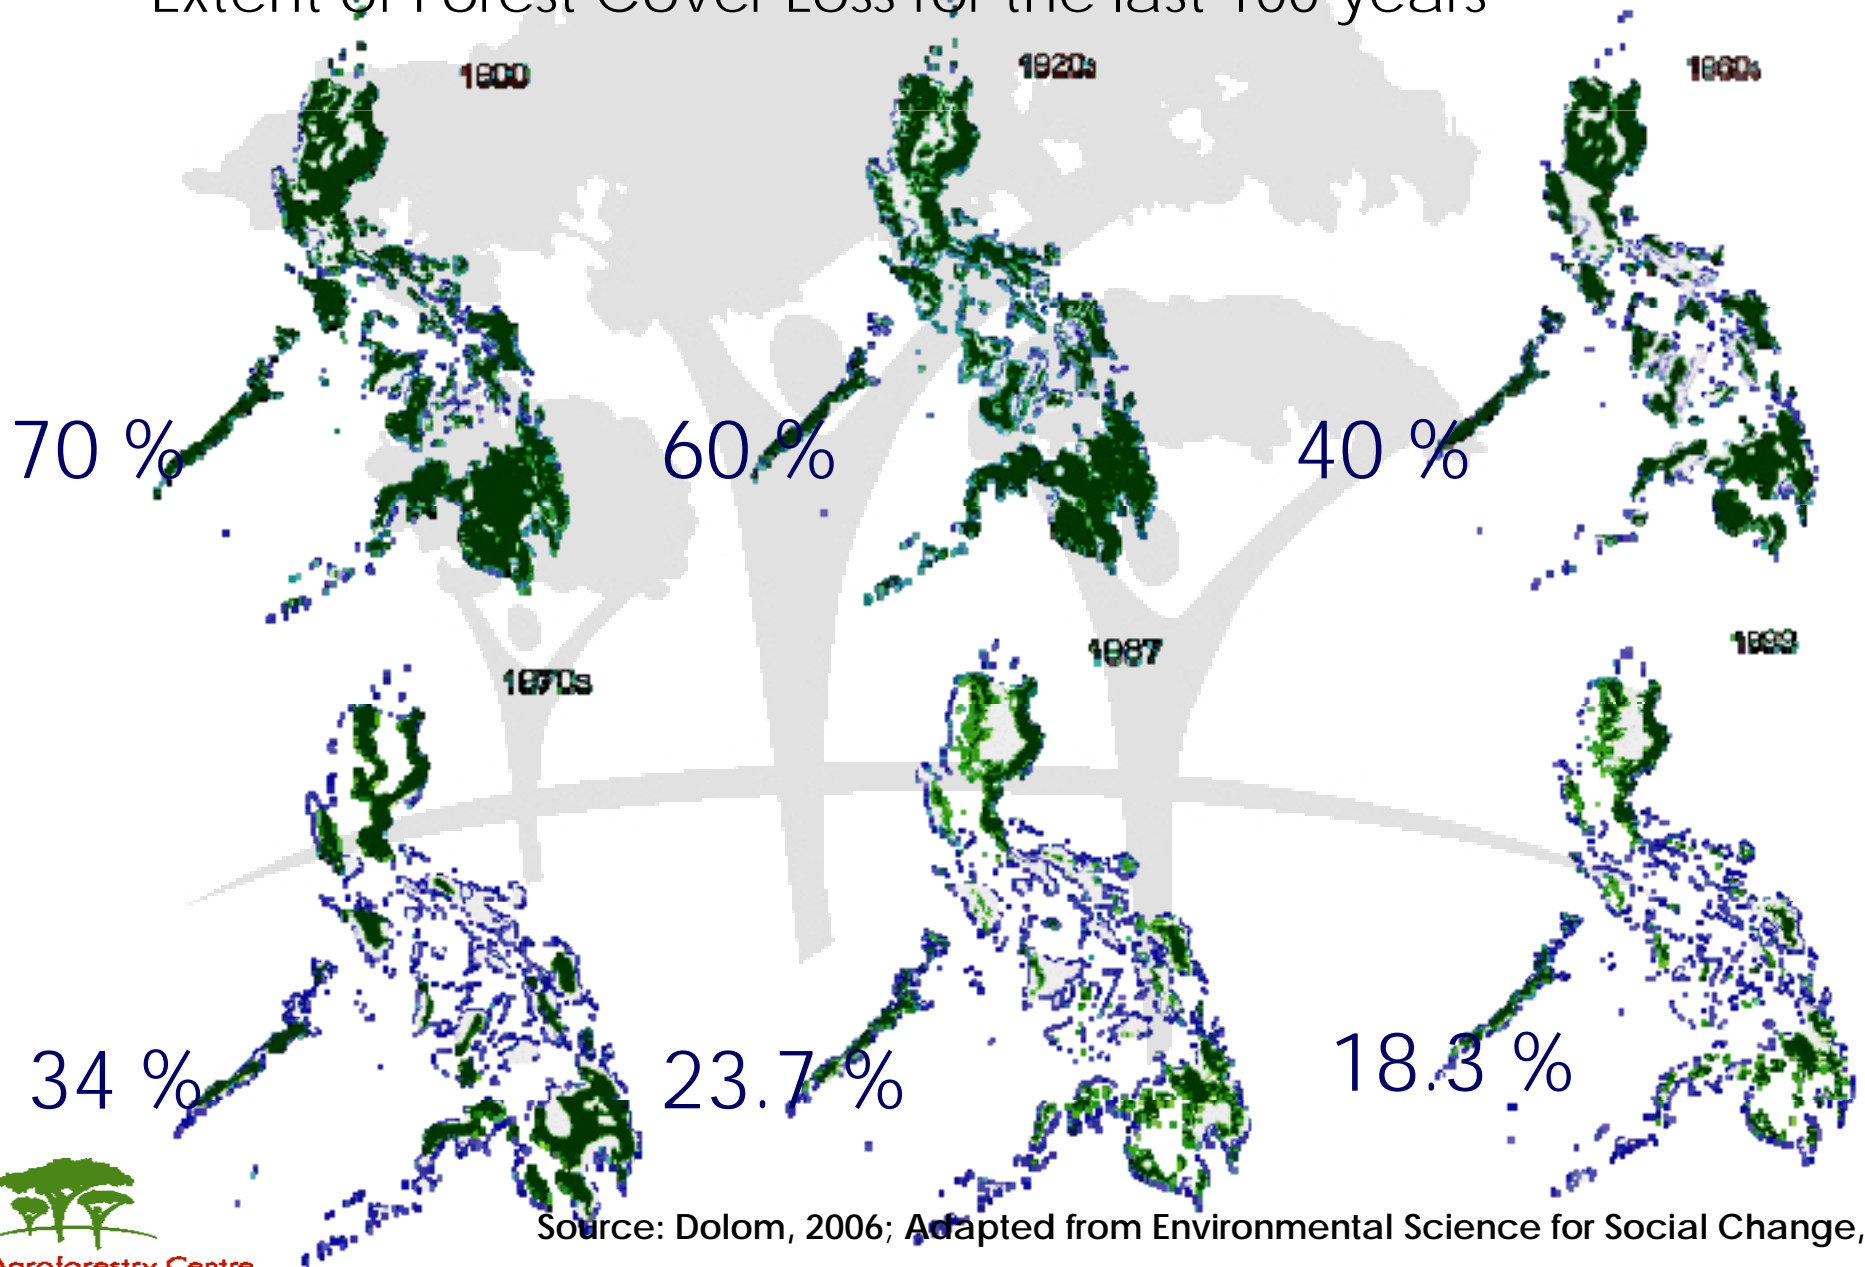 Extent of Forest Cover Loss for the last 100 years
1900
1920s
1960s
70 %
60 %
40 %
1970s
1987
1999
34 %
23.7 %
18.3 %
Source: Dolom, 2006; Adapted from Environmental Science for Social Change,
Agroforestry Centre